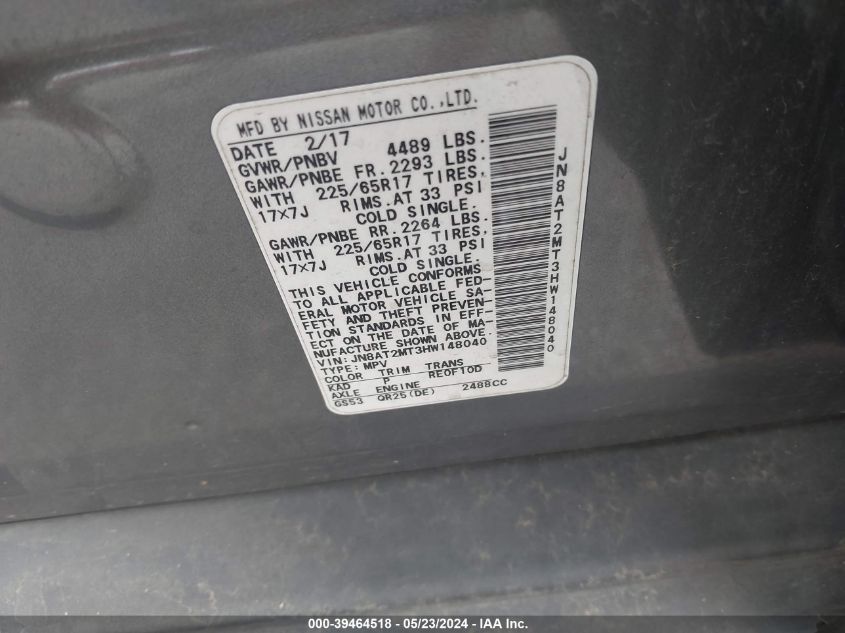 MFD BY NISSAN MOTOR CO.,LTD.
DATE 2/17
GVWR/PNBV 4489 LBS.
GAWR/PNBE FR. 2293 LBS.
WITH 225/65R17 TIRES,
17×7J RIMS.AT 33 PSI
COLD SINGLE.
GAWR/PNBE RR. 2264 LBS.
WITH 225/65R17 TIRES,
17×7J RIMS.AT 33 PSI
COLD SINGLE.
THIS VEHICLE CONFORMS
TO ALL APPLICABLE FED-
ERAL MOTOR VEHICLE SA-
FETY AND THEFT PREVEN-
TION STANDARDS IN EFF-
ECT ON THE DATE OF MA-
NUFACTURE SHOWN ABOVE.
VIN: JN8AT2MT3HW148040
TYPE: MPV
COLOR TRIM TRANS
KAD P RE0F10D
AXLE ENGINE
GS53 QR25(DE) 2488CC
JN8AT2MT3HW148040
000-39464518 - 05/23/2024 - IAA Inc.